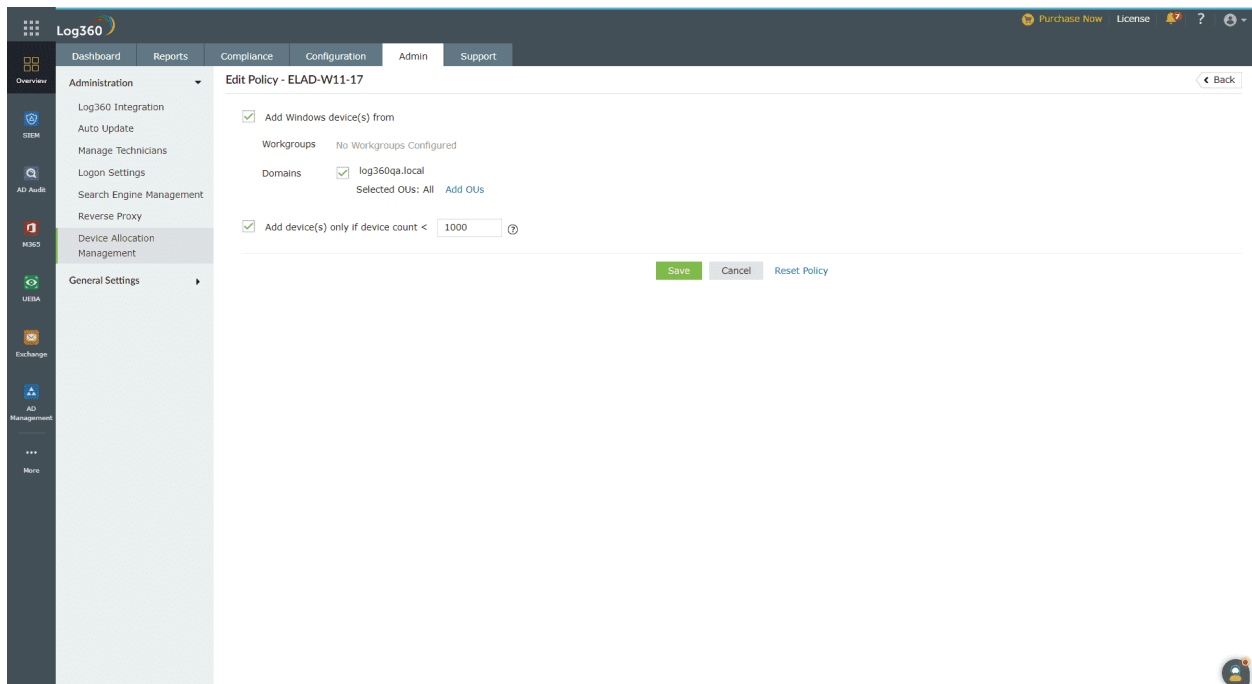 Log360
Purchase Now License 7 ?
Dashboard Reports Compliance Configuration Admin Support
Overview
SIEM
AD Audit
M365
UEBA
Exchange
AD
Management
More
Administration
Log360 Integration
Auto Update
Manage Technicians
Logon Settings
Search Engine Management
Reverse Proxy
Device Allocation
Management
General Settings
Edit Policy - ELAD-W11-17
Back
Add Windows device(s) from
Workgroups No Workgroups Configured
Domains log360qa.local
Selected OUs: All Add OUs
Add device(s) only if device count < 1000 ?
Save Cancel Reset Policy